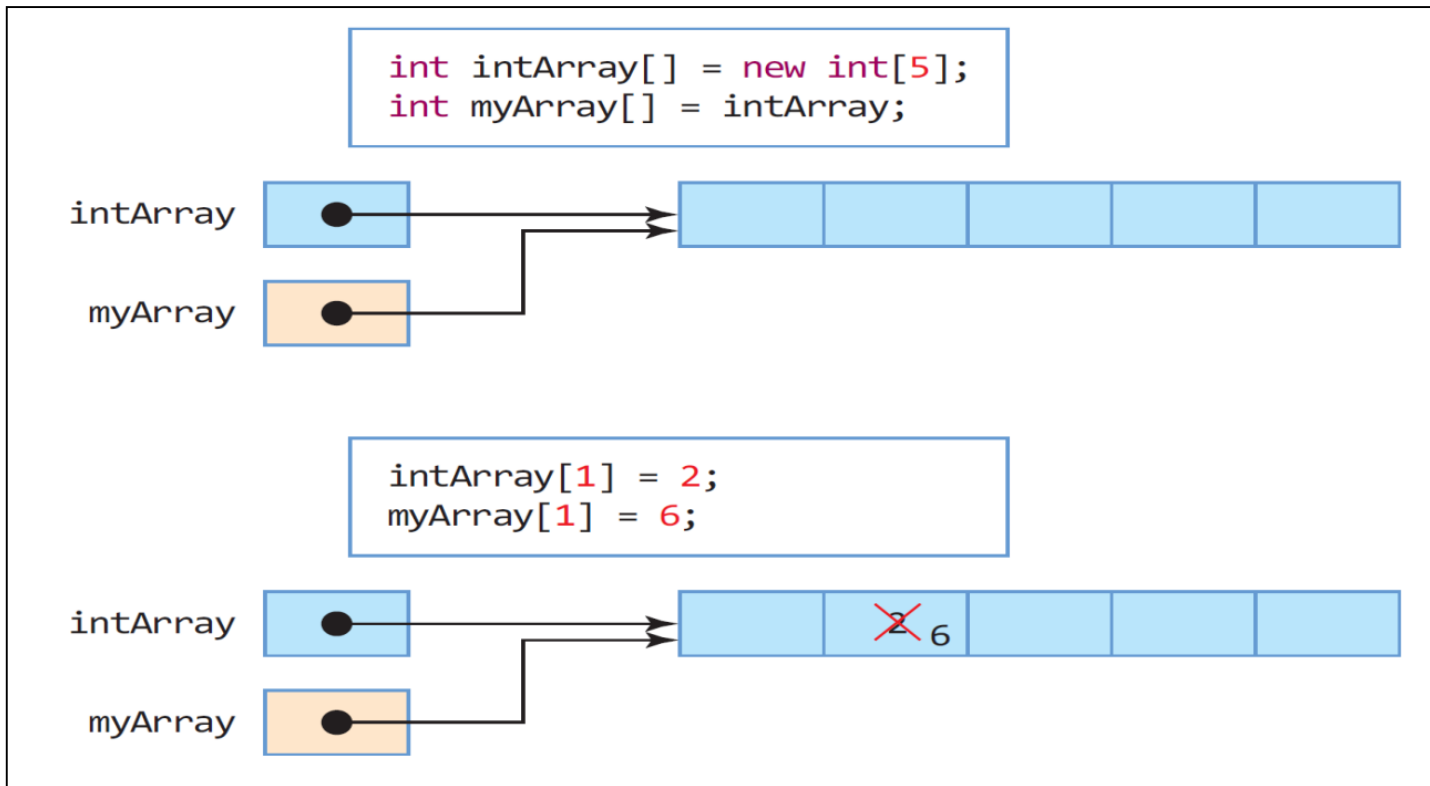 int intArray[] = new int[5];
int myArray[] = intArray;
intArray
myArray
intArray[1] = 2;
myArray[1] = 6;
intArray
2 6
myArray